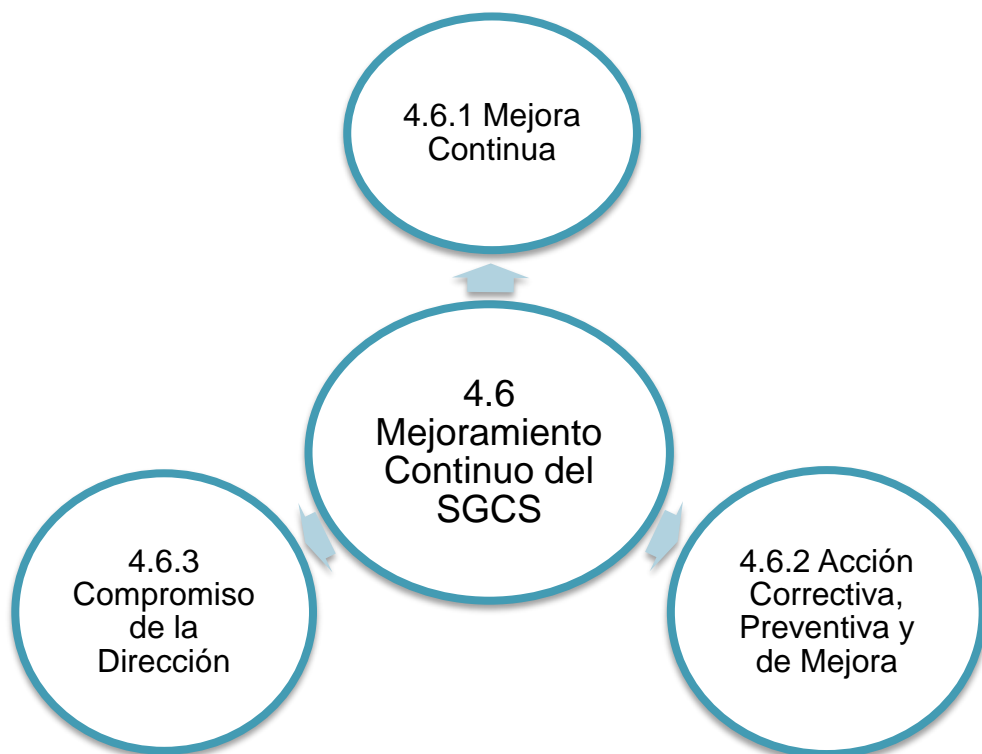 4.6.1 Mejora
Continua
4.6
Mejoramiento
Continuo del
SGCS
4.6.3
Compromiso
de la
Dirección
4.6.2 Acción
Correctiva,
Preventiva y
de Mejora